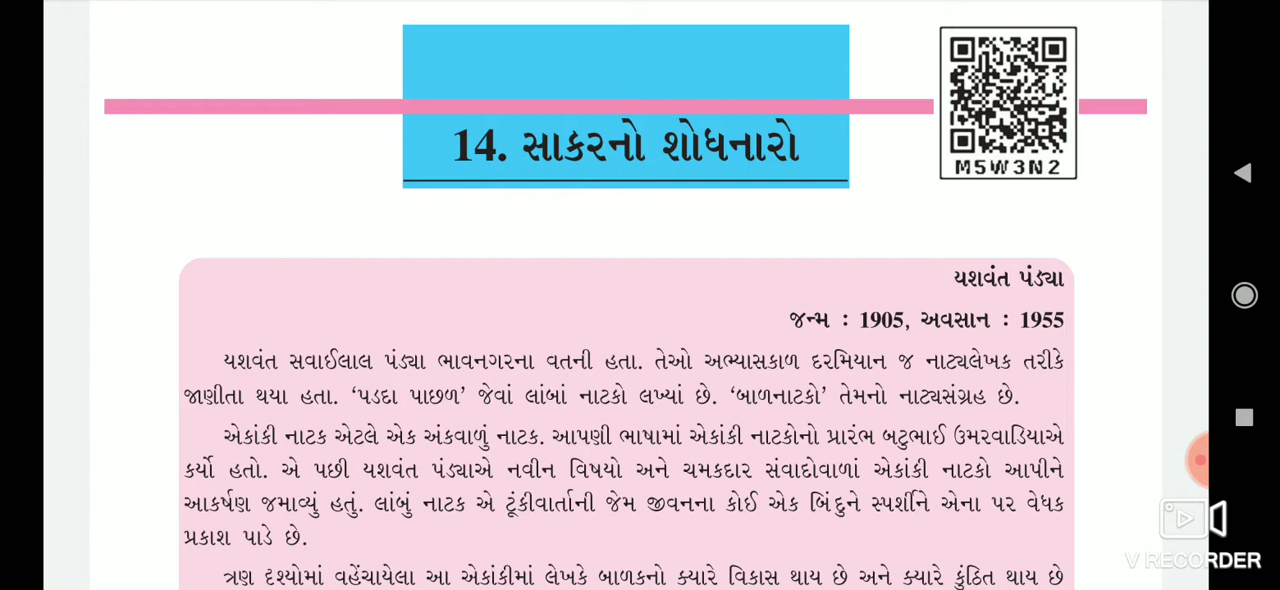 14. સાકરનો શોધનારો
M5W3N2
યશવંત પંડ્યા
જન્મ : 1905, અવસાન : 1955
યશવંત સવાઈલાલ પંડ્યા ભાવનગરના વતની હતા. તેઓ અભ્યાસકાળ દરમિયાન જ નાટ્યલેખક તરીકે
જાણીતા થયા હતા. ‘પડદા પાછળ’ જેવાં લાંબાં નાટકો લખ્યાં છે. ‘બાળનાટકો’ તેમનો નાટ્યસંગ્રહ છે.
એકાંકી નાટક એટલે એક અંકવાળું નાટક. આપણી ભાષામાં એકાંકી નાટકોનો પ્રારંભ બટુભાઈ ઉમરવાડિયાએ
કર્યો હતો. એ પછી યશવંત પંડ્યાએ નવીન વિષયો અને ચમકદાર સંવાદોવાળાં એકાંકી નાટકો આપીને
આકર્ષણ જમાવ્યું હતું. લાંબું નાટક એ ટૂંકીવાર્તાની જેમ જીવનના કોઈ એક બિંદુને સ્પર્શીને એના પર વેધક
પ્રકાશ પાડે છે.
ત્રણ દશ્યોમાં વહેંચાયેલા આ એકાંકીમાં લેખકે બાળકનો ક્યારે વિકાસ થાય છે અને ક્યારે કુંઠિત થાય છે
V RECORDER